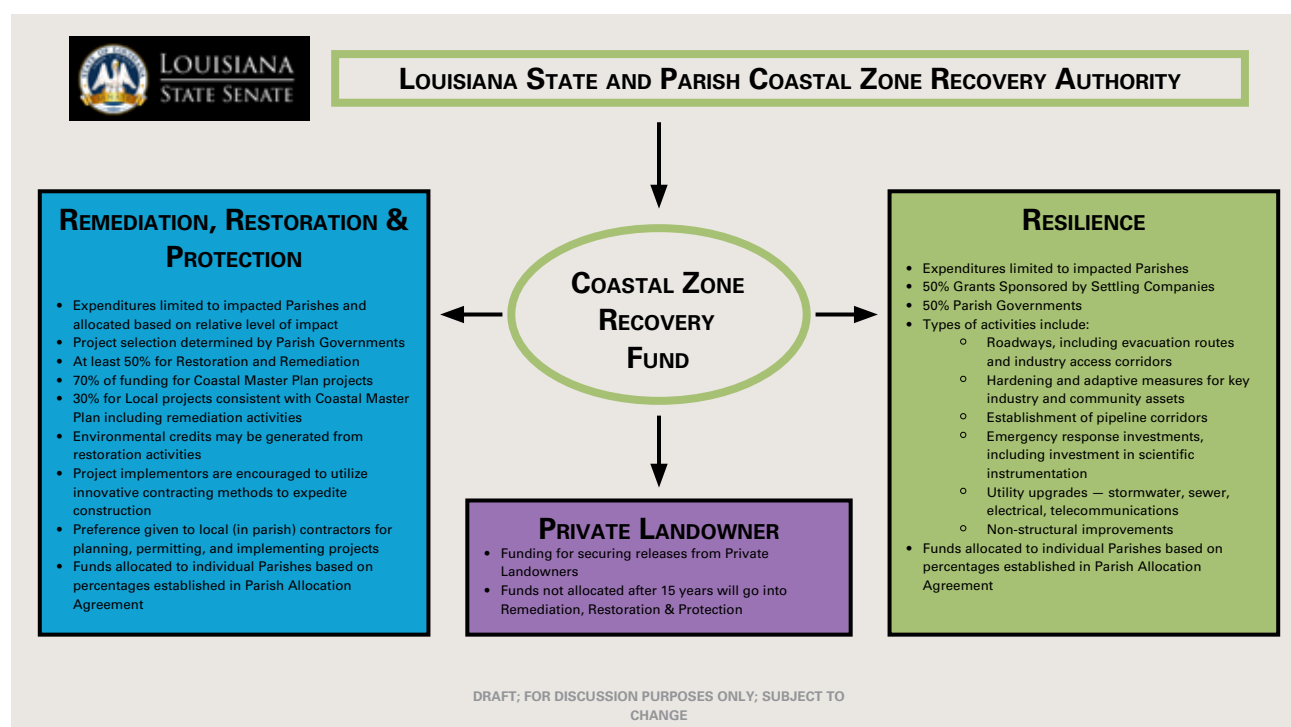 LOUISIANA
STATE SENATE
LOUISIANA STATE AND PARISH COASTAL ZONE RECOVERY AUTHORITY
REMEDIATION, RESTORATION &
PROTECTION
• Expenditures limited to impacted Parishes and
allocated based on relative level of impact
• Project selection determined by Parish Governments
• At least 50% for Restoration and Remediation
• 70% of funding for Coastal Master Plan projects
• 30% for Local projects consistent with Coastal Master
Plan including remediation activities
• Environmental credits may be generated from
restoration activities
• Project implementors are encouraged to utilize
innovative contracting methods to expedite
construction
• Preference given to local (in parish) contractors for
planning, permitting, and implementing projects
• Funds allocated to individual Parishes based on
percentages established in Parish Allocation
Agreement
COASTAL ZONE
RECOVERY
FUND
PRIVATE LANDOWNER
• Funding for securing releases from Private
Landowners
• Funds not allocated after 15 years will go into
Remediation, Restoration & Protection
RESILIENCE
• Expenditures limited to impacted Parishes
• 50% Grants Sponsored by Settling Companies
• 50% Parish Governments
• Types of activities include:
○ Roadways, including evacuation routes
and industry access corridors
○ Hardening and adaptive measures for key
industry and community assets
○ Establishment of pipeline corridors
○ Emergency response investments,
including investment in scientific
instrumentation
○ Utility upgrades — stormwater, sewer,
electrical, telecommunications
○ Non-structural improvements
• Funds allocated to individual Parishes based on
percentages established in Parish Allocation
Agreement
DRAFT; FOR DISCUSSION PURPOSES ONLY; SUBJECT TO
CHANGE